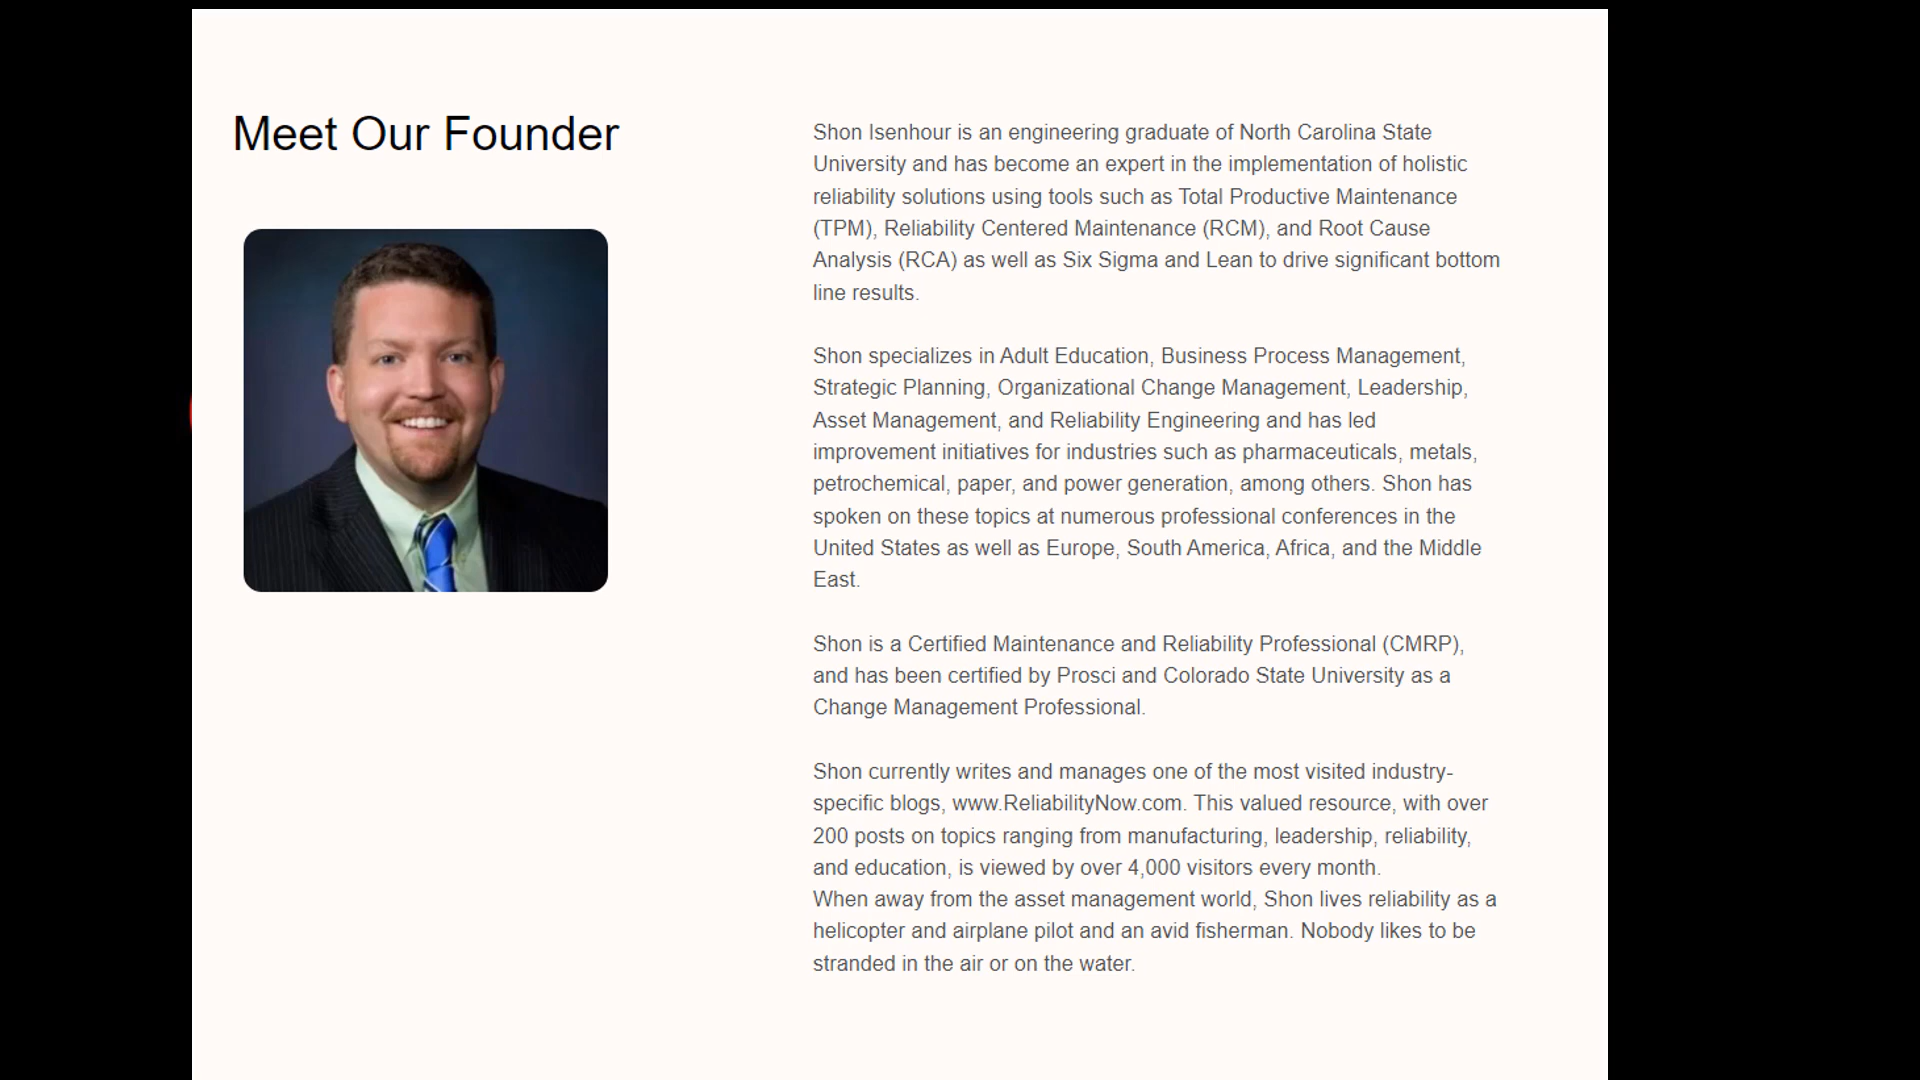 Meet Our Founder
Shon Isenhour is an engineering graduate of North Carolina State
University and has become an expert in the implementation of holistic
reliability solutions using tools such as Total Productive Maintenance
(TPM), Reliability Centered Maintenance (RCM), and Root Cause
Analysis (RCA) as well as Six Sigma and Lean to drive significant bottom
line results.
Shon specializes in Adult Education, Business Process Management,
Strategic Planning, Organizational Change Management, Leadership,
Asset Management, and Reliability Engineering and has led
improvement initiatives for industries such as pharmaceuticals, metals,
petrochemical, paper, and power generation, among others. Shon has
spoken on these topics at numerous professional conferences in the
United States as well as Europe, South America, Africa, and the Middle
East.
Shon is a Certified Maintenance and Reliability Professional (CMRP),
and has been certified by Prosci and Colorado State University as a
Change Management Professional.
Shon currently writes and manages one of the most visited industry-
specific blogs, www.ReliabilityNow.com. This valued resource, with over
200 posts on topics ranging from manufacturing, leadership, reliability,
and education, is viewed by over 4,000 visitors every month.
When away from the asset management world, Shon lives reliability as a
helicopter and airplane pilot and an avid fisherman. Nobody likes to be
stranded in the air or on the water.